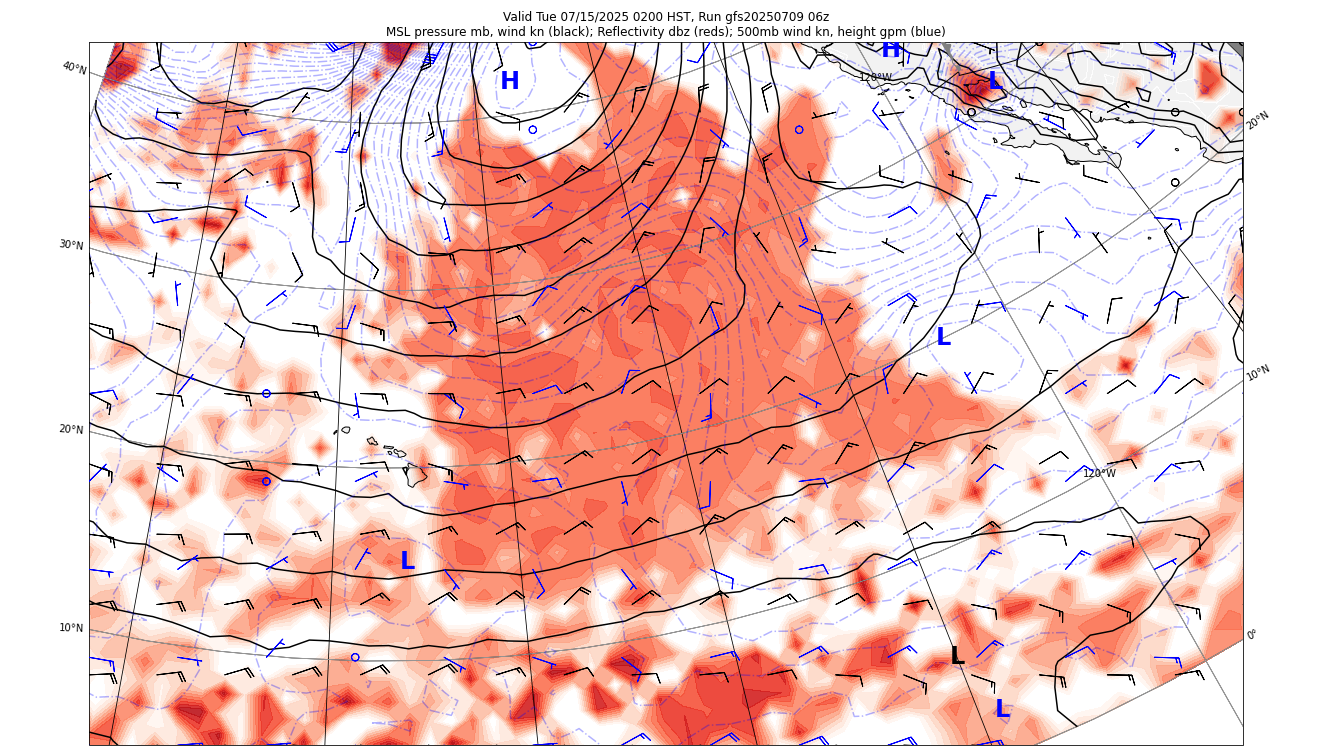 Valid Tue 07/15/2025 0200 HST, Run gfs20250709 06z
MSL pressure mb, wind kn (black); Reflectivity dbz (reds); 500mb wind kn, height gpm (blue)
H
40°N
H
120°W
L
20°N
30°N
L
10°N
20°N
120°W
L
10°N
0°
L
L